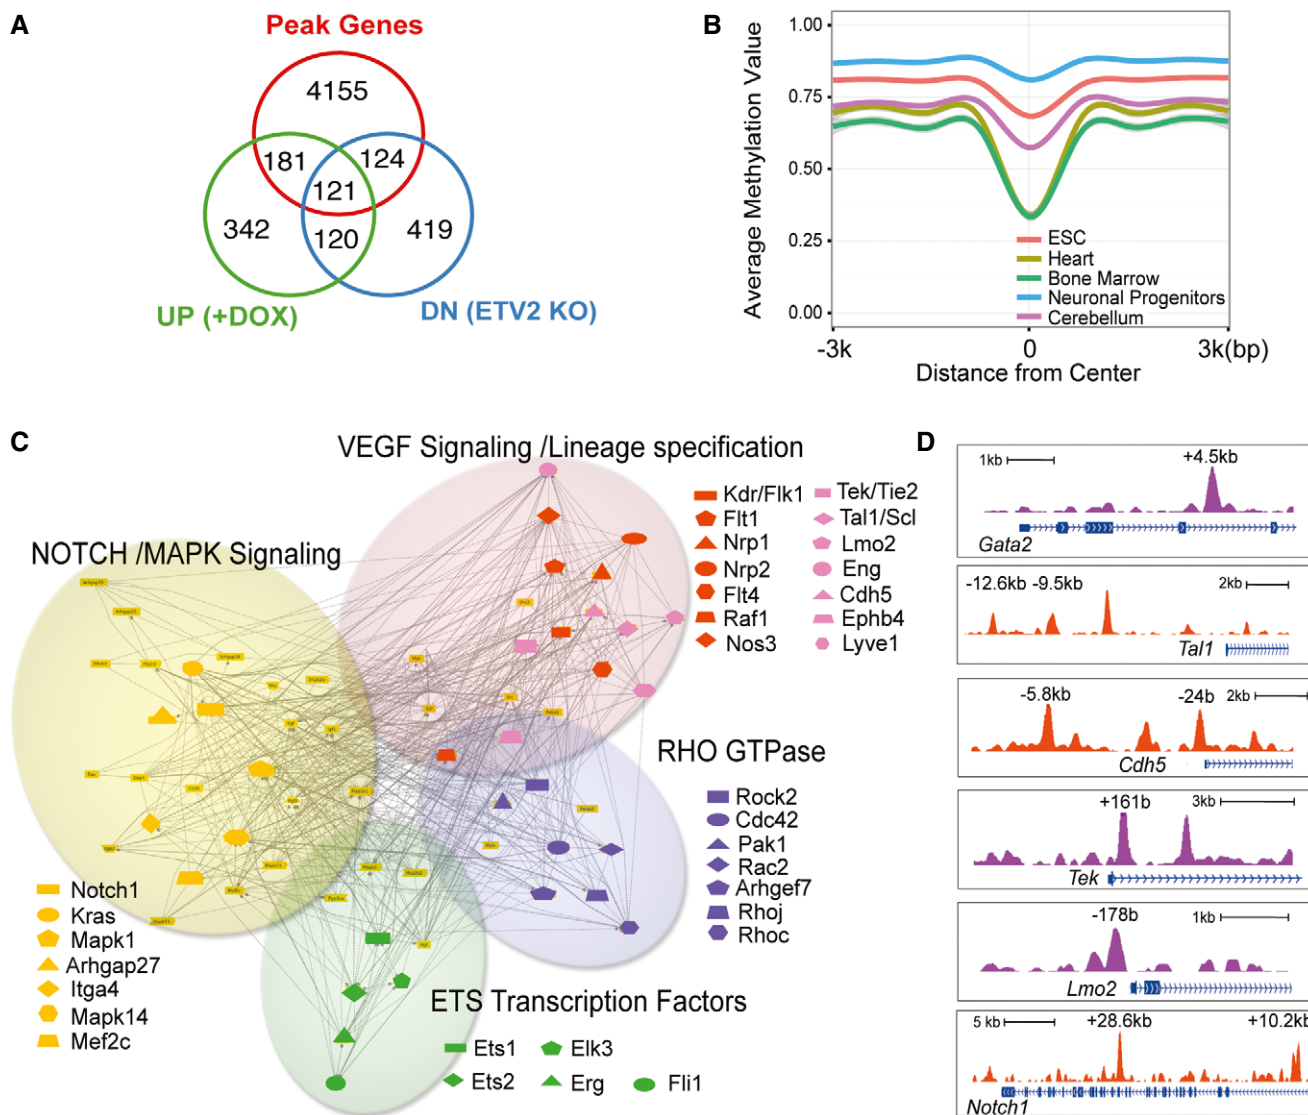 A
Peak Genes
4155
181
124
121
342
120
419
UP (+DOX)
DN (ETV2 KO)
B
Average Methylation Value
1.00
0.75
0.50
0.25
0.00
ESC
Heart
Bone Marrow
Neuronal Progenitors
Cerebellum
-3k
0
3k(bp)
Distance from Center
C
VEGF Signaling /Lineage specification
NOTCH /MAPK Signaling
Kdr/Flk1
Flt1
Nrp1
Nrp2
Flt4
Raf1
Nos3
Tek/Tie2
Tal1/Scl
Lmo2
Eng
Cdh5
Ephb4
Lyve1
RHO GTPase
Rock2
Cdc42
Pak1
Rac2
Arhgef7
Rhoj
Rhoc
Notch1
Kras
Mapk1
Arhgap27
Itga4
Mapk14
Mef2c
ETS Transcription Factors
Ets1
Elk3
Ets2
Erg
Fli1
D
1kb
+4.5kb
Gata2
-12.6kb
-9.5kb
2kb
Tal1
-5.8kb
-24b
2kb
Cdh5
+161b
3kb
Tek
-178b
1kb
Lmo2
5 kb
+28.6kb
+10.2kb
Notch1